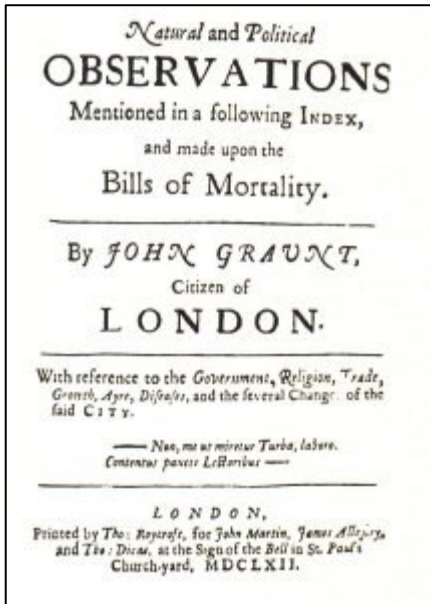 Natural and Political
OBSERVATIONS
Mentioned in a following INDEX,
and made upon the
Bills of Mortality.
By JOHN GRAUNT,
Citizen of
LONDON.
With reference to the Government, Religion, Trade,
Growth, Ayre, Diſeaſes, and the ſeveral Changes of the
ſaid CITY.
—— Non, me ut miretur Turba, laboro.
Contentus paucis Lectoribus ——
LONDON,
Printed by Tho: Roycroft, for John Martin, James Alleſtry,
and Tho: Dicas, at the Sign of the Bell in St. Paul's
Church-yard, MDCLXII.